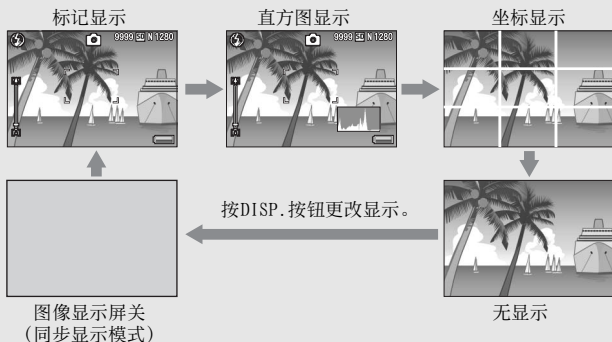 标记显示
直方图显示
坐标显示
9999 N 1280
9999 N 1280
按DISP.按钮更改显示。
图像显示屏关
(同步显示模式)
无显示